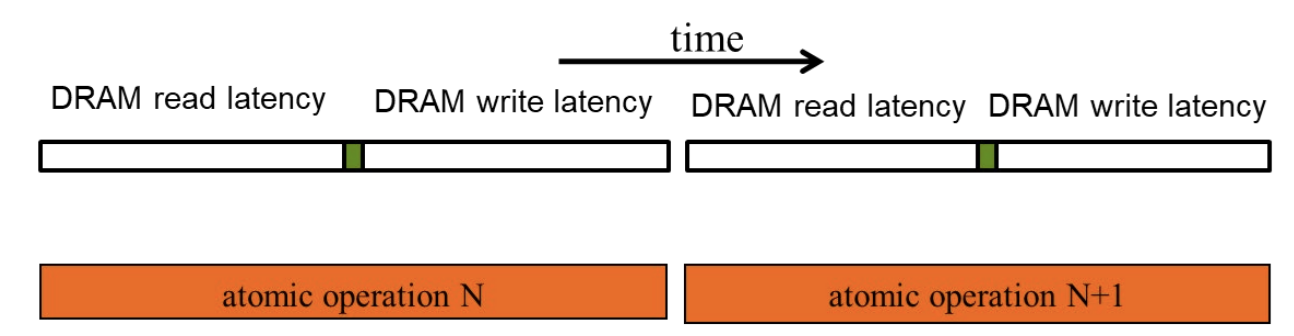 time
DRAM read latency DRAM write latency DRAM read latency DRAM write latency
atomic operation N atomic operation N+1